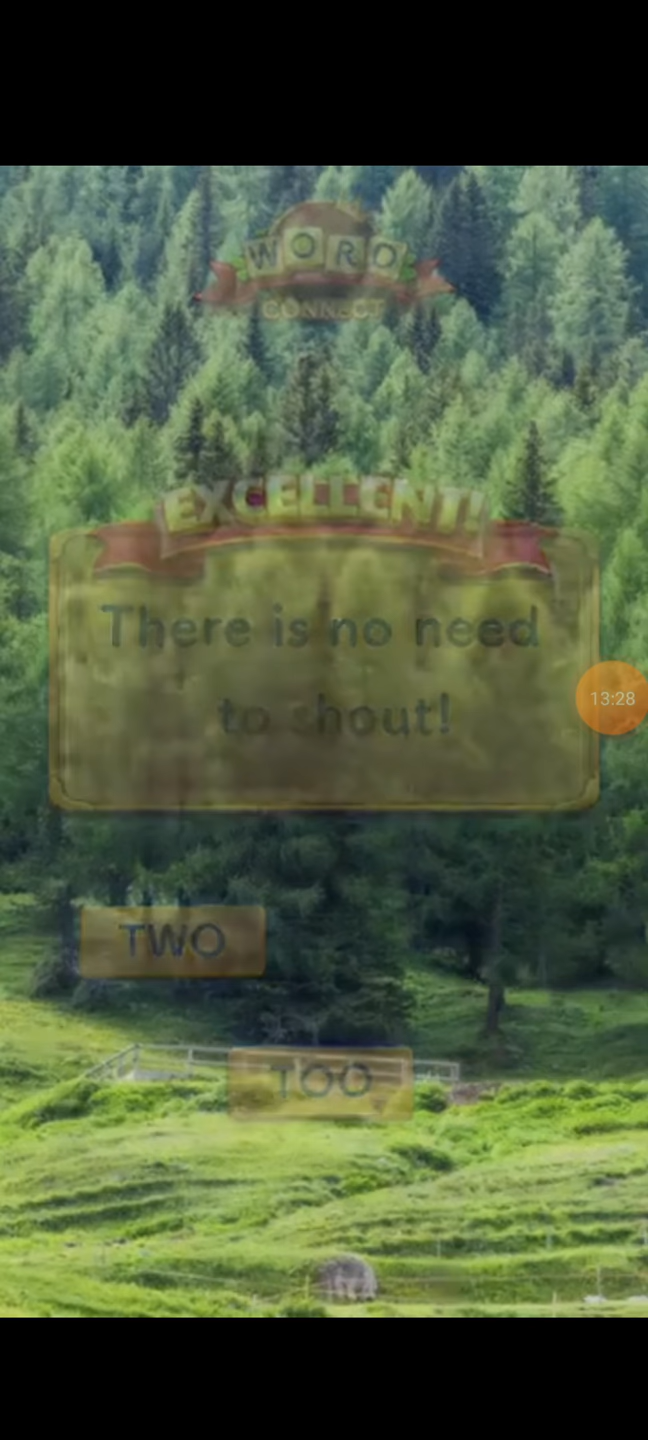 WORD
CONNECT
EXCELLENT!
There is no need
to shout!
13:28
TWO
TOO